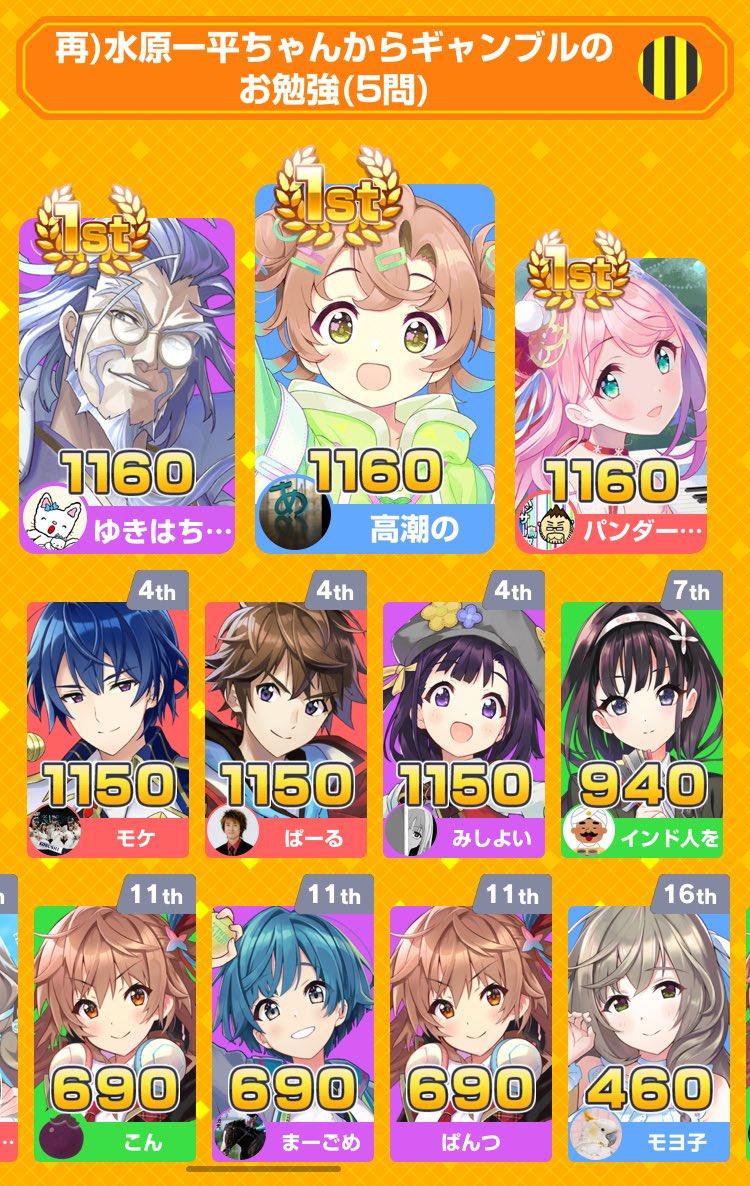 再)水原一平ちゃんからギャンブルの
お勉強(5問)
1st
1160
ゆきはち…
1st
1160
あ
高潮の
1st
1160
パンダー…
4th
1150
モケ
4th
1150
ぱーる
4th
1150
みしよい
7th
940
インド人を
11th
690
こん
11th
690
まーごめ
11th
690
ぱんつ
16th
460
モヨ子